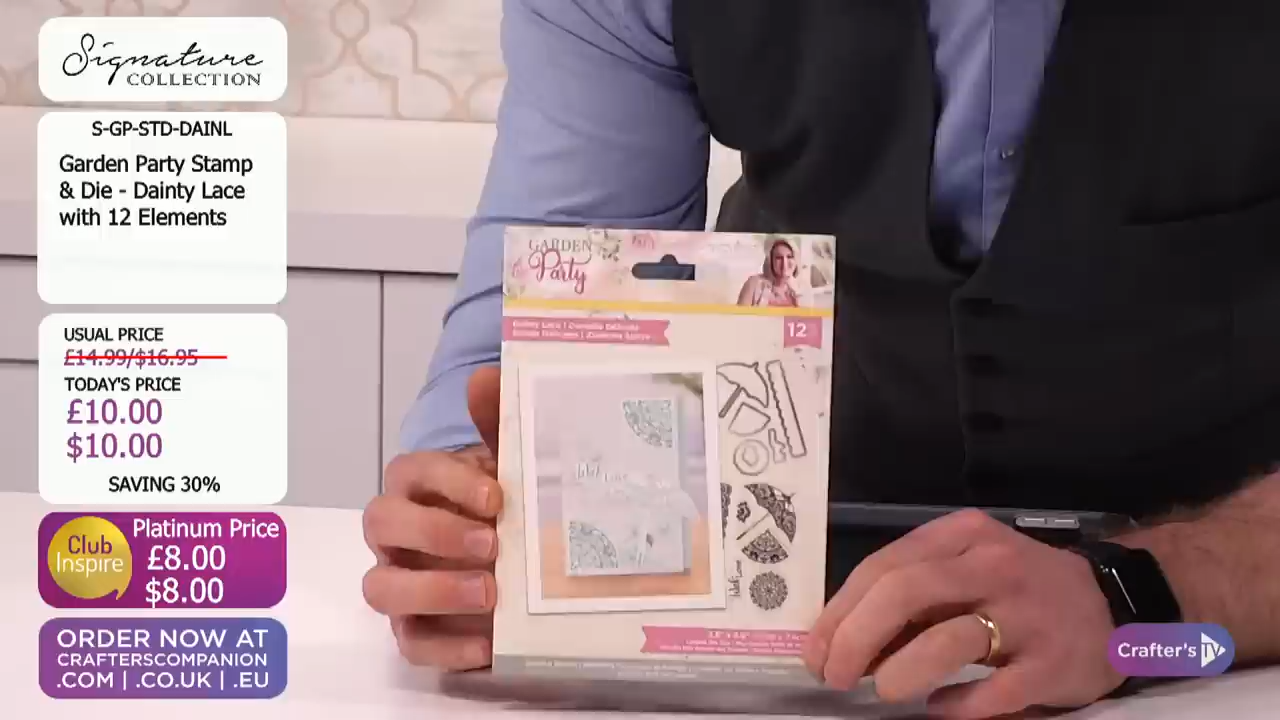 Signature
COLLECTION
S-GP-STD-DAINL
Garden Party Stamp
& Die - Dainty Lace
with 12 Elements
USUAL PRICE
£14.99/$16.95
TODAY'S PRICE
£10.00
$10.00
SAVING 30%
Club
Inspire
Platinum Price
£8.00
$8.00
ORDER NOW AT
CRAFTERSCOMPANION
.COM | .CO.UK | .EU
GARDEN
Party
12
Crafter's TV